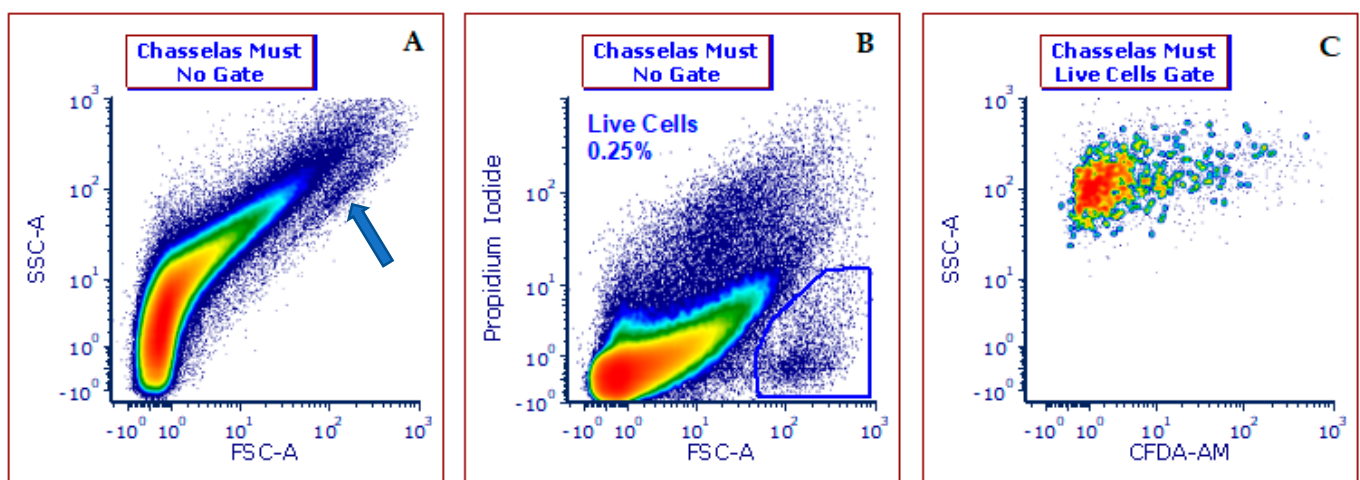 Chasselas Must
No Gate
A
SSC-A
10³
10²
10¹
10⁰
-10⁰
-10⁰ 10⁰ 10¹ 10² 10³
FSC-A
Chasselas Must
No Gate
B
Live Cells
0.25%
Propidium Iodide
10²
10¹
10⁰
-10⁰
-10⁰ 10⁰ 10¹ 10² 10³
FSC-A
Chasselas Must
Live Cells Gate
C
SSC-A
10³
10²
10¹
10⁰
-10⁰
-10⁰ 10⁰ 10¹ 10² 10³
CFDA-AM